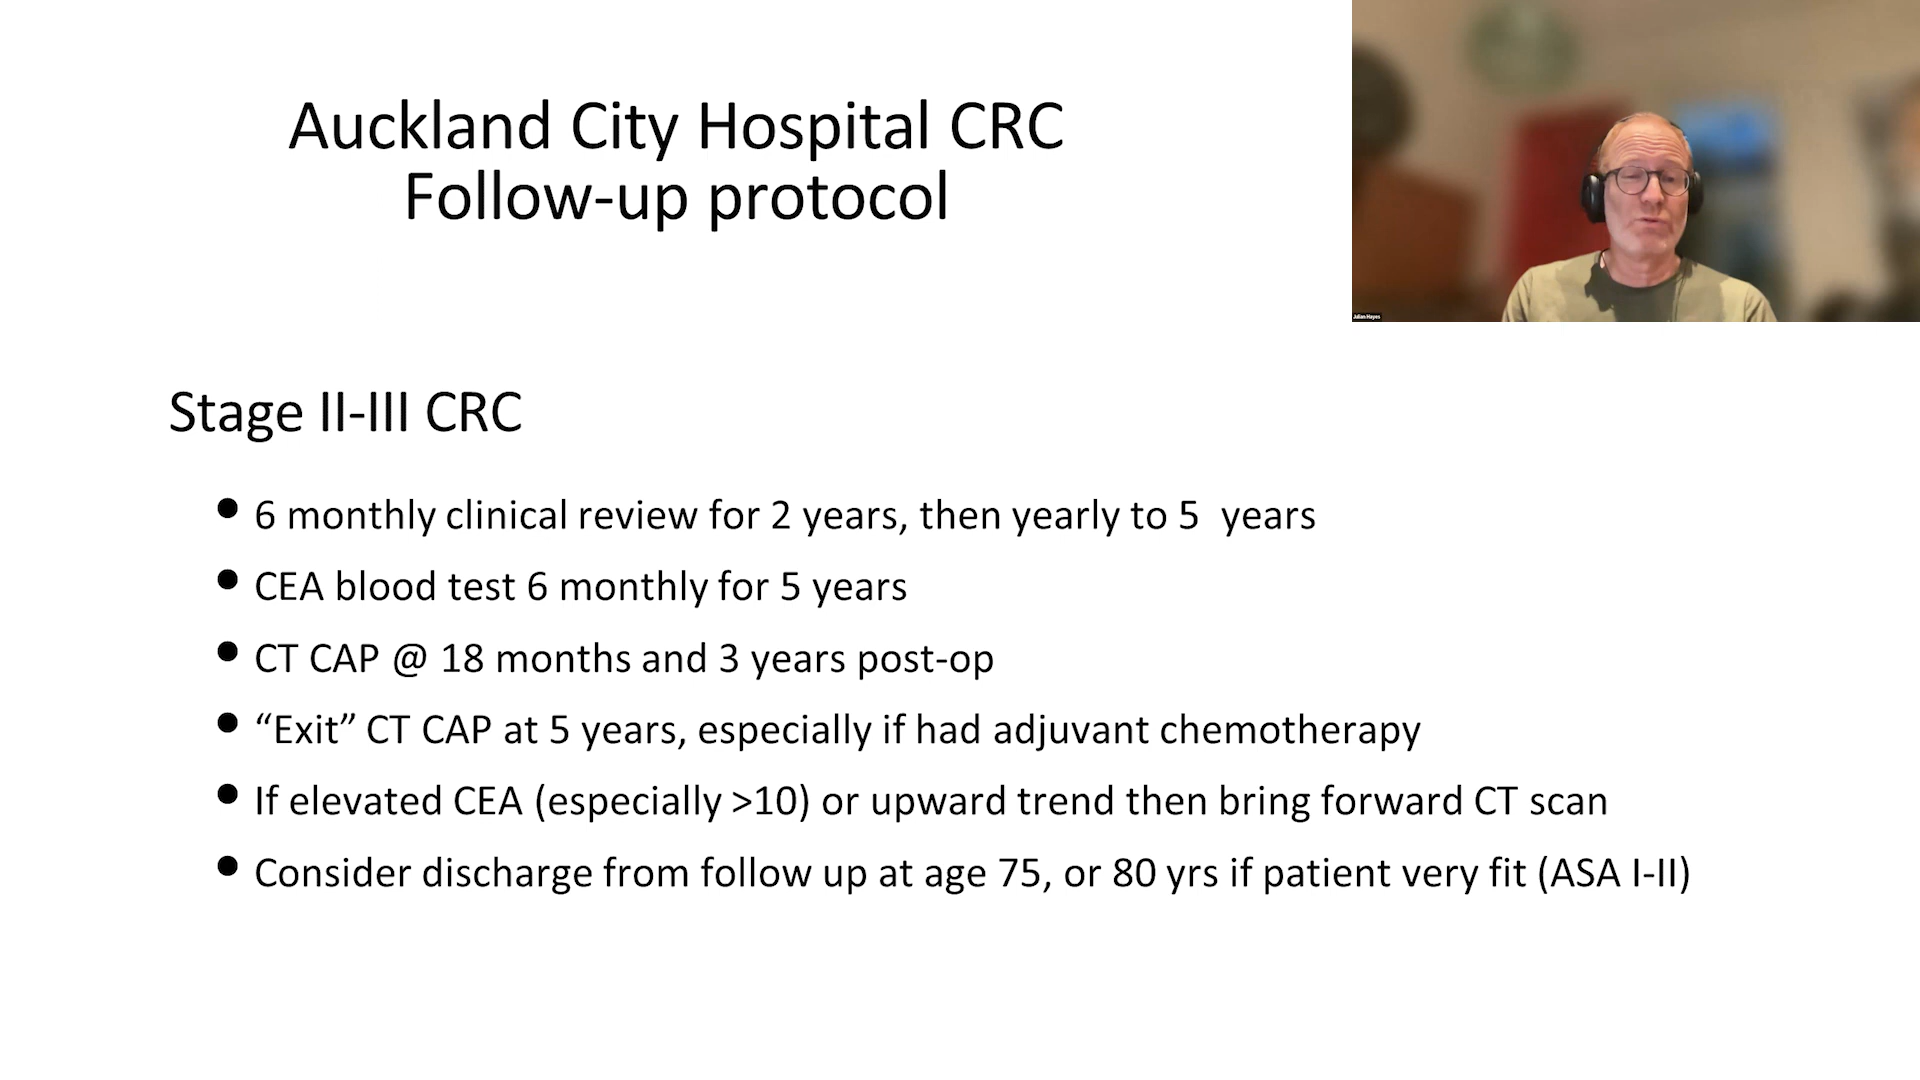 Auckland City Hospital CRC
Follow-up protocol
Julian Hayes
Stage II-III CRC
• 6 monthly clinical review for 2 years, then yearly to 5  years
• CEA blood test 6 monthly for 5 years
• CT CAP @ 18 months and 3 years post-op
• “Exit” CT CAP at 5 years, especially if had adjuvant chemotherapy
• If elevated CEA (especially >10) or upward trend then bring forward CT scan
• Consider discharge from follow up at age 75, or 80 yrs if patient very fit (ASA I-II)